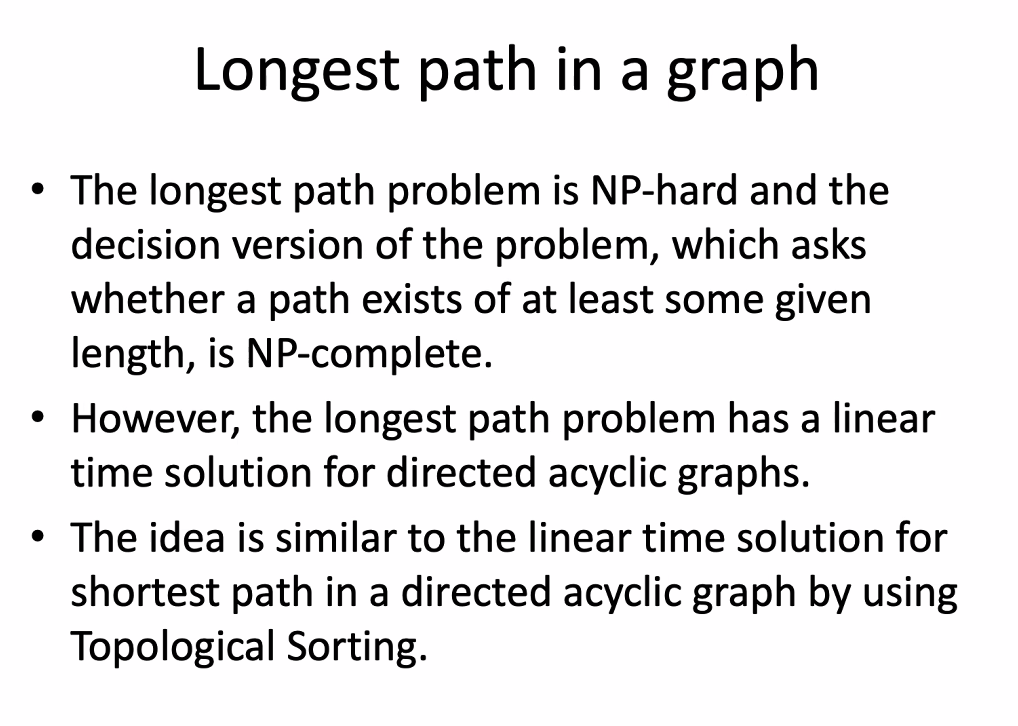 Longest path in a graph
• The longest path problem is NP-hard and the
decision version of the problem, which asks
whether a path exists of at least some given
length, is NP-complete.
• However, the longest path problem has a linear
time solution for directed acyclic graphs.
• The idea is similar to the linear time solution for
shortest path in a directed acyclic graph by using
Topological Sorting.